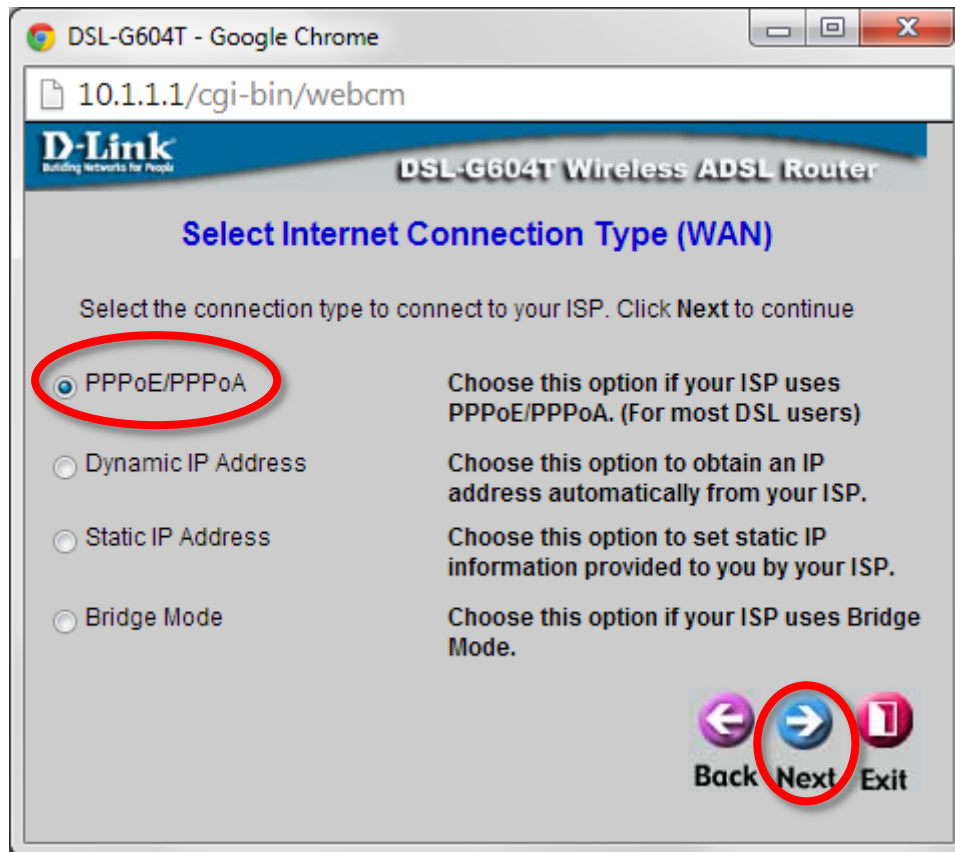 DSL-G604T - Google Chrome
10.1.1.1/cgi-bin/webcm
D-Link
Building Networks for People
DSL-G604T Wireless ADSL Router
Select Internet Connection Type (WAN)
Select the connection type to connect to your ISP. Click Next to continue
PPPoE/PPPoA
Choose this option if your ISP uses
PPPoE/PPPoA. (For most DSL users)
Dynamic IP Address
Choose this option to obtain an IP
address automatically from your ISP.
Static IP Address
Choose this option to set static IP
information provided to you by your ISP.
Bridge Mode
Choose this option if your ISP uses Bridge
Mode.
Back Next Exit